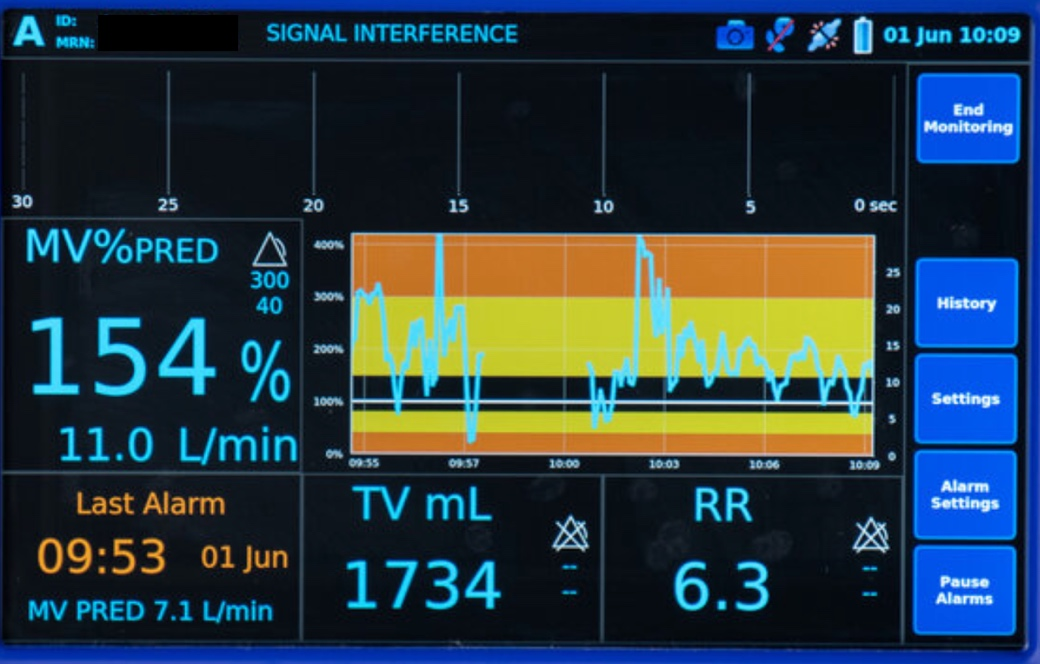 A
ID:
MRN:
SIGNAL INTERFERENCE
01 Jun 10:09
End
Monitoring
30 25 20 15 10 5 0 sec
MV%PRED
300
40
154 %
11.0 L/min
400%
300%
200%
100%
0%
25
20
15
10
5
0
09:55 09:57 10:00 10:03 10:06 10:09
History
Settings
Alarm
Settings
Pause
Alarms
Last Alarm
09:53 01 Jun
MV PRED 7.1 L/min
TV mL
--
--
1734
RR
--
--
6.3